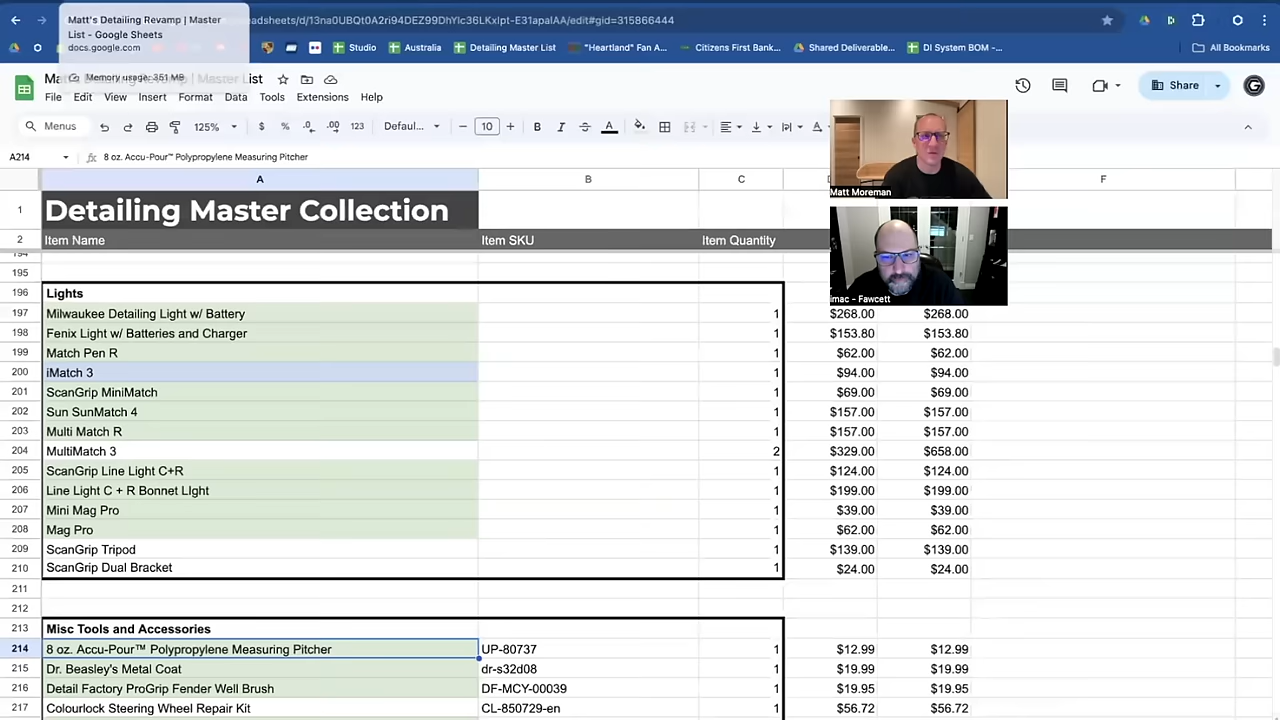 Matt's Detailing Revamp | Master
List - Google Sheets
docs.google.com
Memory usage: 351 MB
Studio
Australia
Detailing Master List
"Heartland" Fan A...
Citizens First Bank...
Shared Deliverable...
DI System BOM -...
All Bookmarks
File Edit View Insert Format Data Tools Extensions Help
Share
Menus
125%
$ % .0 .00 123
Defaul...
10
B I A
A214
8 oz. Accu-Pour™ Polypropylene Measuring Pitcher
A B C F
1 Detailing Master Collection
2 Item Name Item SKU Item Quantity
194
195
196 Lights
197 Milwaukee Detailing Light w/ Battery 1 $268.00 $268.00
198 Fenix Light w/ Batteries and Charger 1 $153.80 $153.80
199 Match Pen R 1 $62.00 $62.00
200 iMatch 3 1 $94.00 $94.00
201 ScanGrip MiniMatch 1 $69.00 $69.00
202 Sun SunMatch 4 1 $157.00 $157.00
203 Multi Match R 1 $157.00 $157.00
204 MultiMatch 3 2 $329.00 $658.00
205 ScanGrip Line Light C+R 1 $124.00 $124.00
206 Line Light C + R Bonnet LIght 1 $199.00 $199.00
207 Mini Mag Pro 1 $39.00 $39.00
208 Mag Pro 1 $62.00 $62.00
209 ScanGrip Tripod 1 $139.00 $139.00
210 ScanGrip Dual Bracket 1 $24.00 $24.00
211
212
213 Misc Tools and Accessories
214 8 oz. Accu-Pour™ Polypropylene Measuring Pitcher UP-80737 1 $12.99 $12.99
215 Dr. Beasley's Metal Coat dr-s32d08 1 $19.99 $19.99
216 Detail Factory ProGrip Fender Well Brush DF-MCY-00039 1 $19.95 $19.95
217 Colourlock Steering Wheel Repair Kit CL-850729-en 1 $56.72 $56.72
Matt Moreman
imac - Fawcett